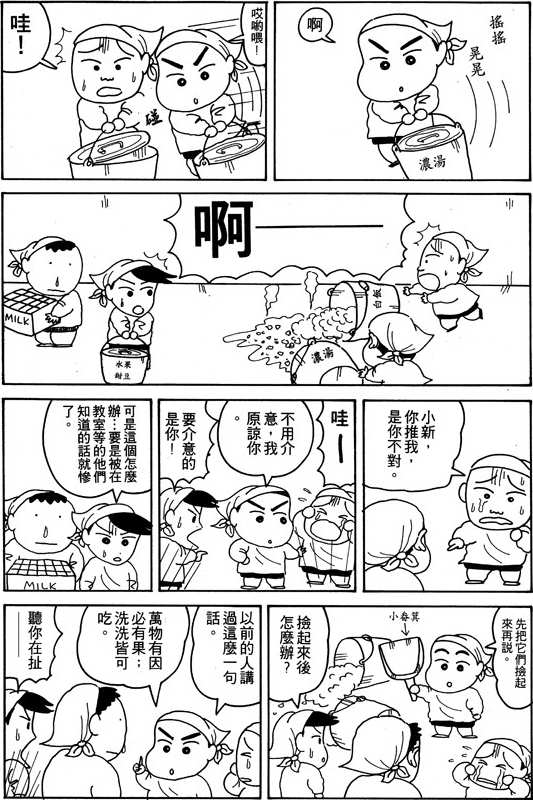 搖搖
晃晃
啊
濃湯
哎喲喂!
碰
哇!
啊——
白飯
濃湯
水果
甜豆
MILK
小新,
你推我,
是你不對。
哇—
不用介
意,我
原諒你
。
要介意的
是你!
可是這個怎麼
辦…要是被在
教室等的他們
知道的話就慘
了。
MILK
先把它們撿起
來再說。
小畚箕
撿起來後
怎麼辦?
以前的人講
過這麼一句
話。
萬物有因
必有果;
洗洗皆可
吃。
——聽你在扯